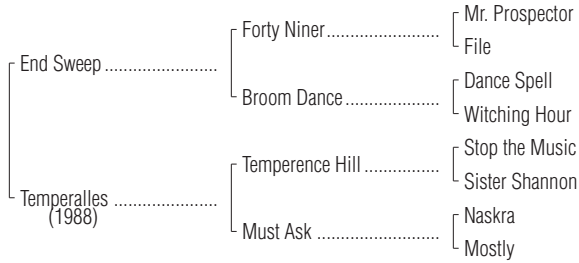 Mr. Prospector
Forty Niner
File
End Sweep
Dance Spell
Broom Dance
Witching Hour
Stop the Music
Temperence Hill
Sister Shannon
Temperalles
(1988)
Naskra
Must Ask
Mostly